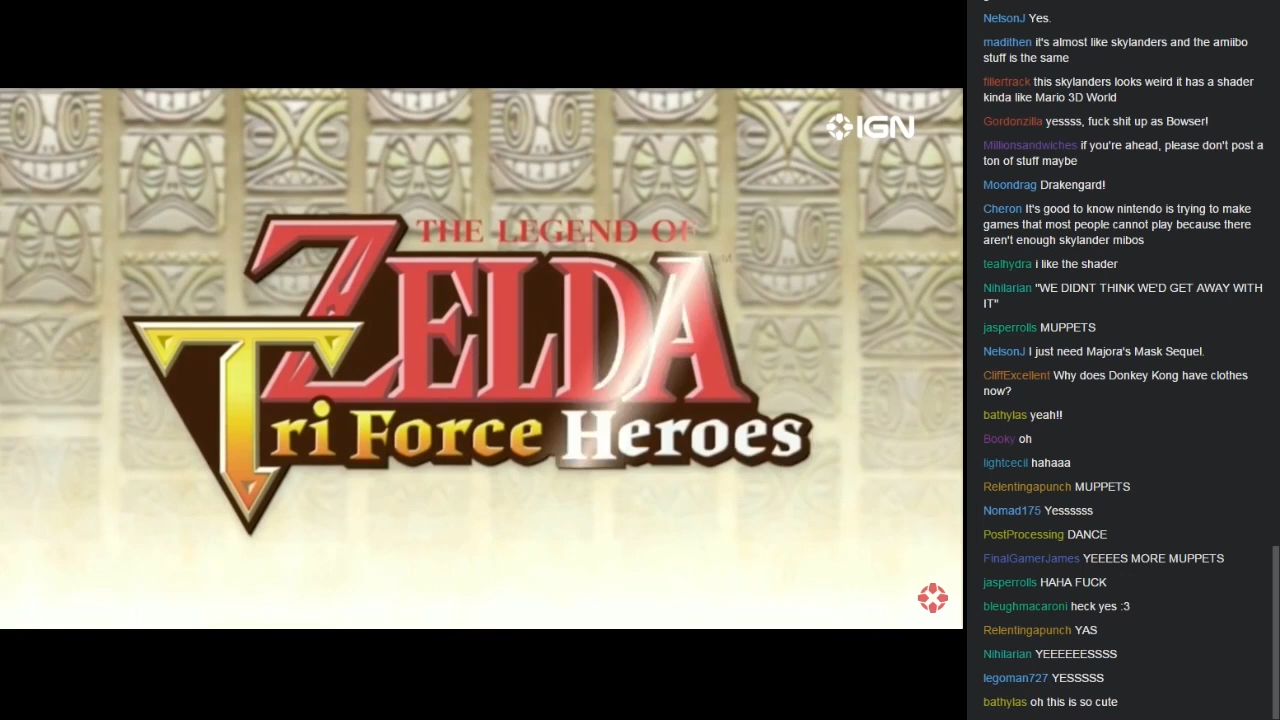 IGN
THE LEGEND OF
ZELDA
Tri Force Heroes
NelsonJ Yes.
madithen it's almost like skylanders and the amiibo
stuff is the same
fillertrack this skylanders looks weird it has a shader
kinda like Mario 3D World
Gordonzilla yessss, fuck shit up as Bowser!
Millionsandwiches if you're ahead, please don't post a
ton of stuff maybe
Moondrag Drakengard!
Cheron It's good to know nintendo is trying to make
games that most people cannot play because there
aren't enough skylander mibos
tealhydra i like the shader
Nihilarian "WE DIDNT THINK WE'D GET AWAY WITH
IT"
jasperrolls MUPPETS
NelsonJ I just need Majora's Mask Sequel.
CliffExcellent Why does Donkey Kong have clothes
now?
bathylas yeah!!
Booky oh
lightcecil hahaaa
Relentingapunch MUPPETS
Nomad175 Yessssss
PostProcessing DANCE
FinalGamerJames YEEEES MORE MUPPETS
jasperrolls HAHA FUCK
bleughmacaroni heck yes :3
Relentingapunch YAS
Nihilarian YEEEEEESSSS
legoman727 YESSSSS
bathylas oh this is so cute